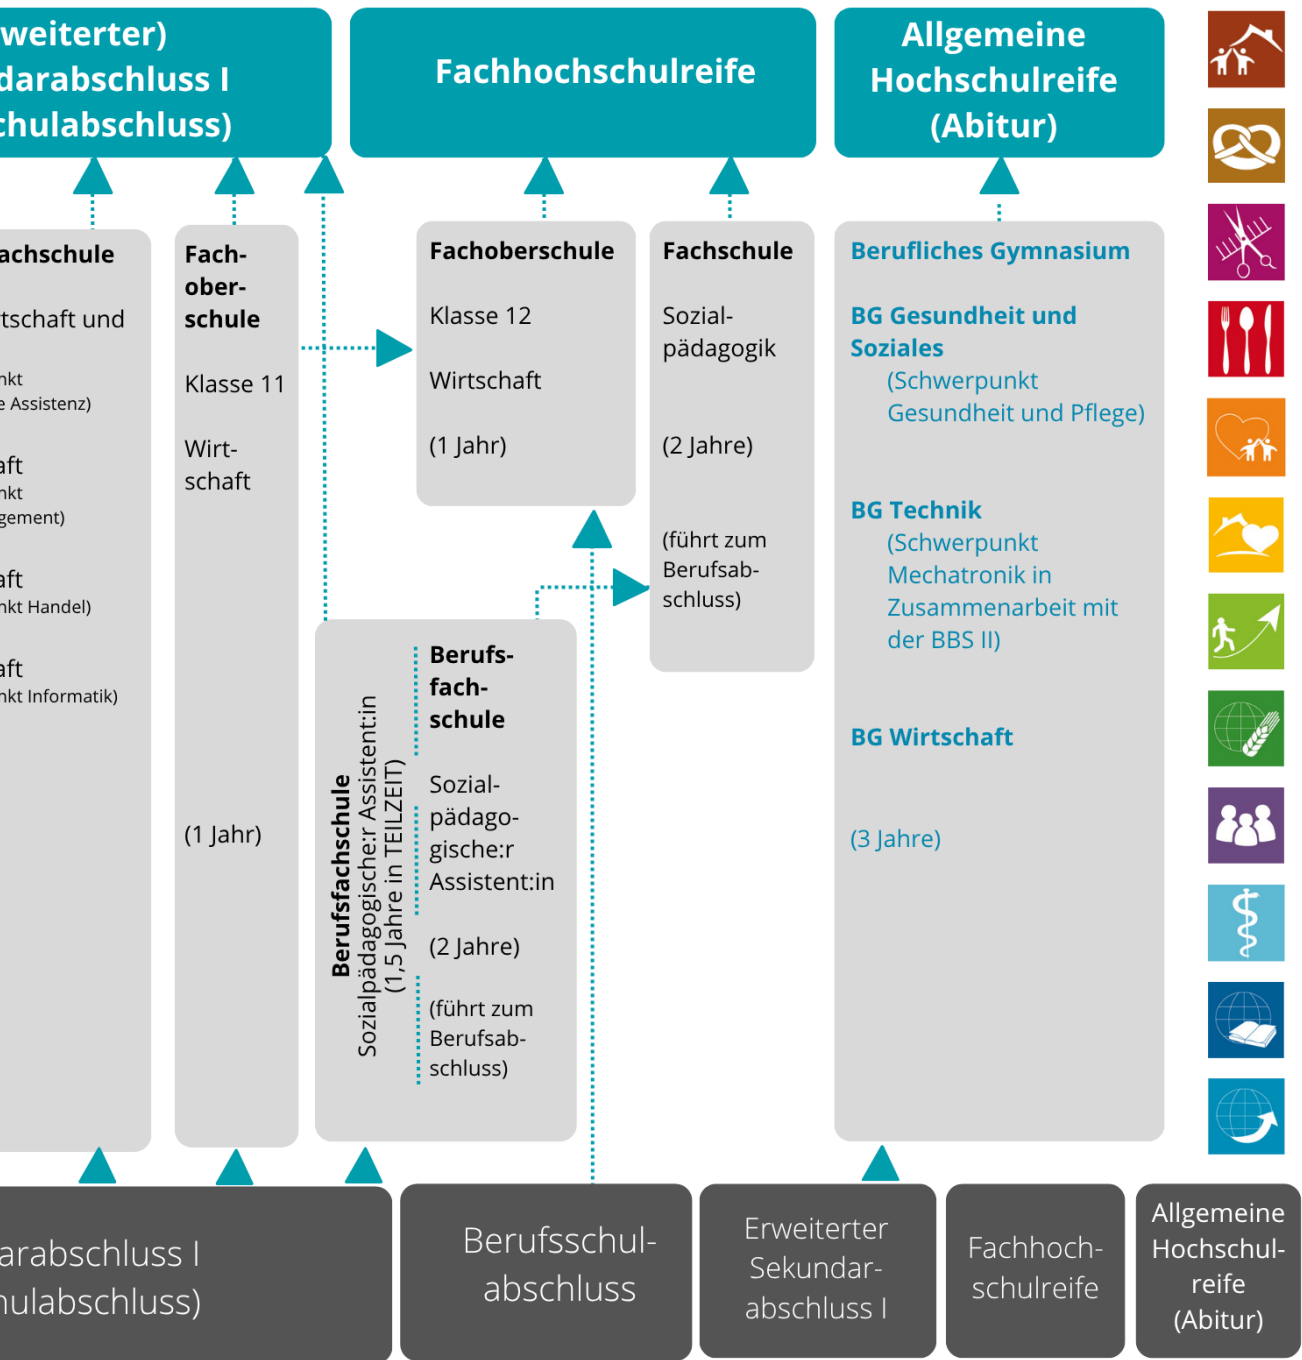 weiterter)
darabschluss I
chulabschluss)
Fachhochschulreife
Allgemeine
Hochschulreife
(Abitur)
achschule
tschaft und
nkt
e Assistenz)
aft
nkt
gement)
aft
nkt Handel)
aft
nkt Informatik)
Fach-
ober-
schule
Klasse 11
Wirt-
schaft
(1 Jahr)
Fachoberschule
Klasse 12
Wirtschaft
(1 Jahr)
Fachschule
Sozial-
pädagogik
(2 Jahre)
(führt zum
Berufsab-
schluss)
Berufsfachschule
Sozialpädagogische:r Assistent:in
(1,5 Jahre in TEILZEIT)
Berufs-
fach-
schule
Sozial-
pädago-
gische:r
Assistent:in
(2 Jahre)
(führt zum
Berufsab-
schluss)
Berufliches Gymnasium
BG Gesundheit und
Soziales
(Schwerpunkt
Gesundheit und Pflege)
BG Technik
(Schwerpunkt
Mechatronik in
Zusammenarbeit mit
der BBS II)
BG Wirtschaft
(3 Jahre)
arabschluss I
hulabschluss)
Berufsschul-
abschluss
Erweiterter
Sekundar-
abschluss I
Fachhoch-
schulreife
Allgemeine
Hochschul-
reife
(Abitur)